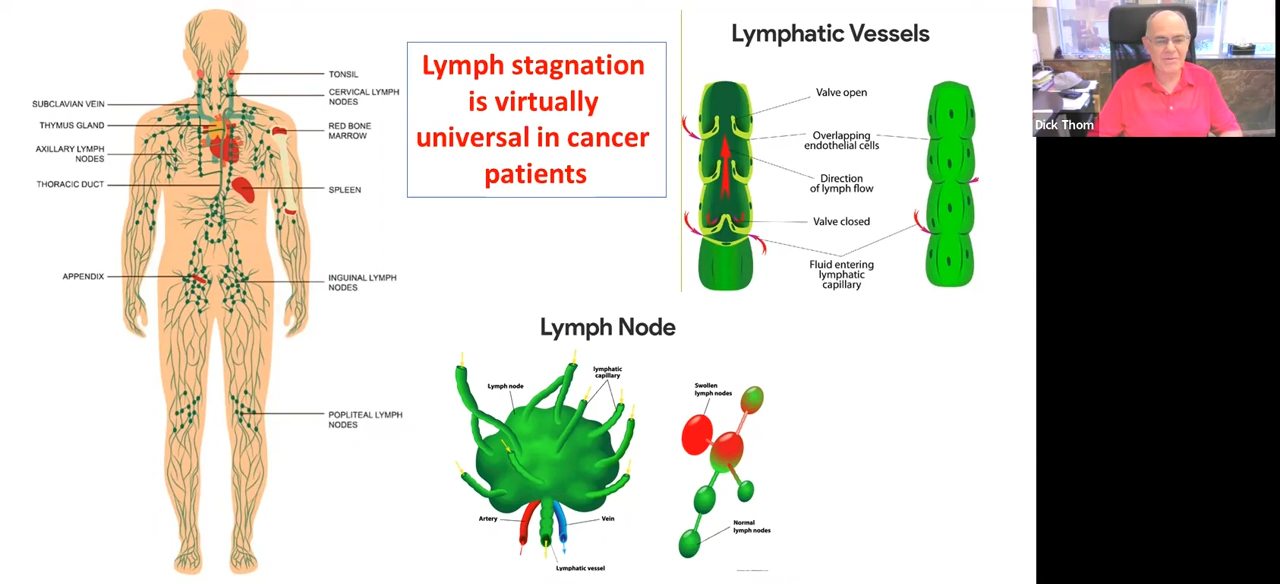 TONSIL
CERVICAL LYMPH
NODES
SUBCLAVIAN VEIN
THYMUS GLAND
RED BONE
MARROW
AXILLARY LYMPH
NODES
THORACIC DUCT
SPLEEN
APPENDIX
INGUINAL LYMPH
NODES
POPLITEAL LYMPH
NODES
Lymph stagnation
is virtually
universal in cancer
patients
Lymphatic Vessels
Valve open
Overlapping
endothelial cells
Direction
of lymph flow
Valve closed
Fluid entering
lymphatic
capillary
Lymph Node
Lymph node
lymphatic
capillary
Artery
Vein
Lymphatic vessel
Swollen
lymph nodes
Normal
lymph nodes
Dick Thom